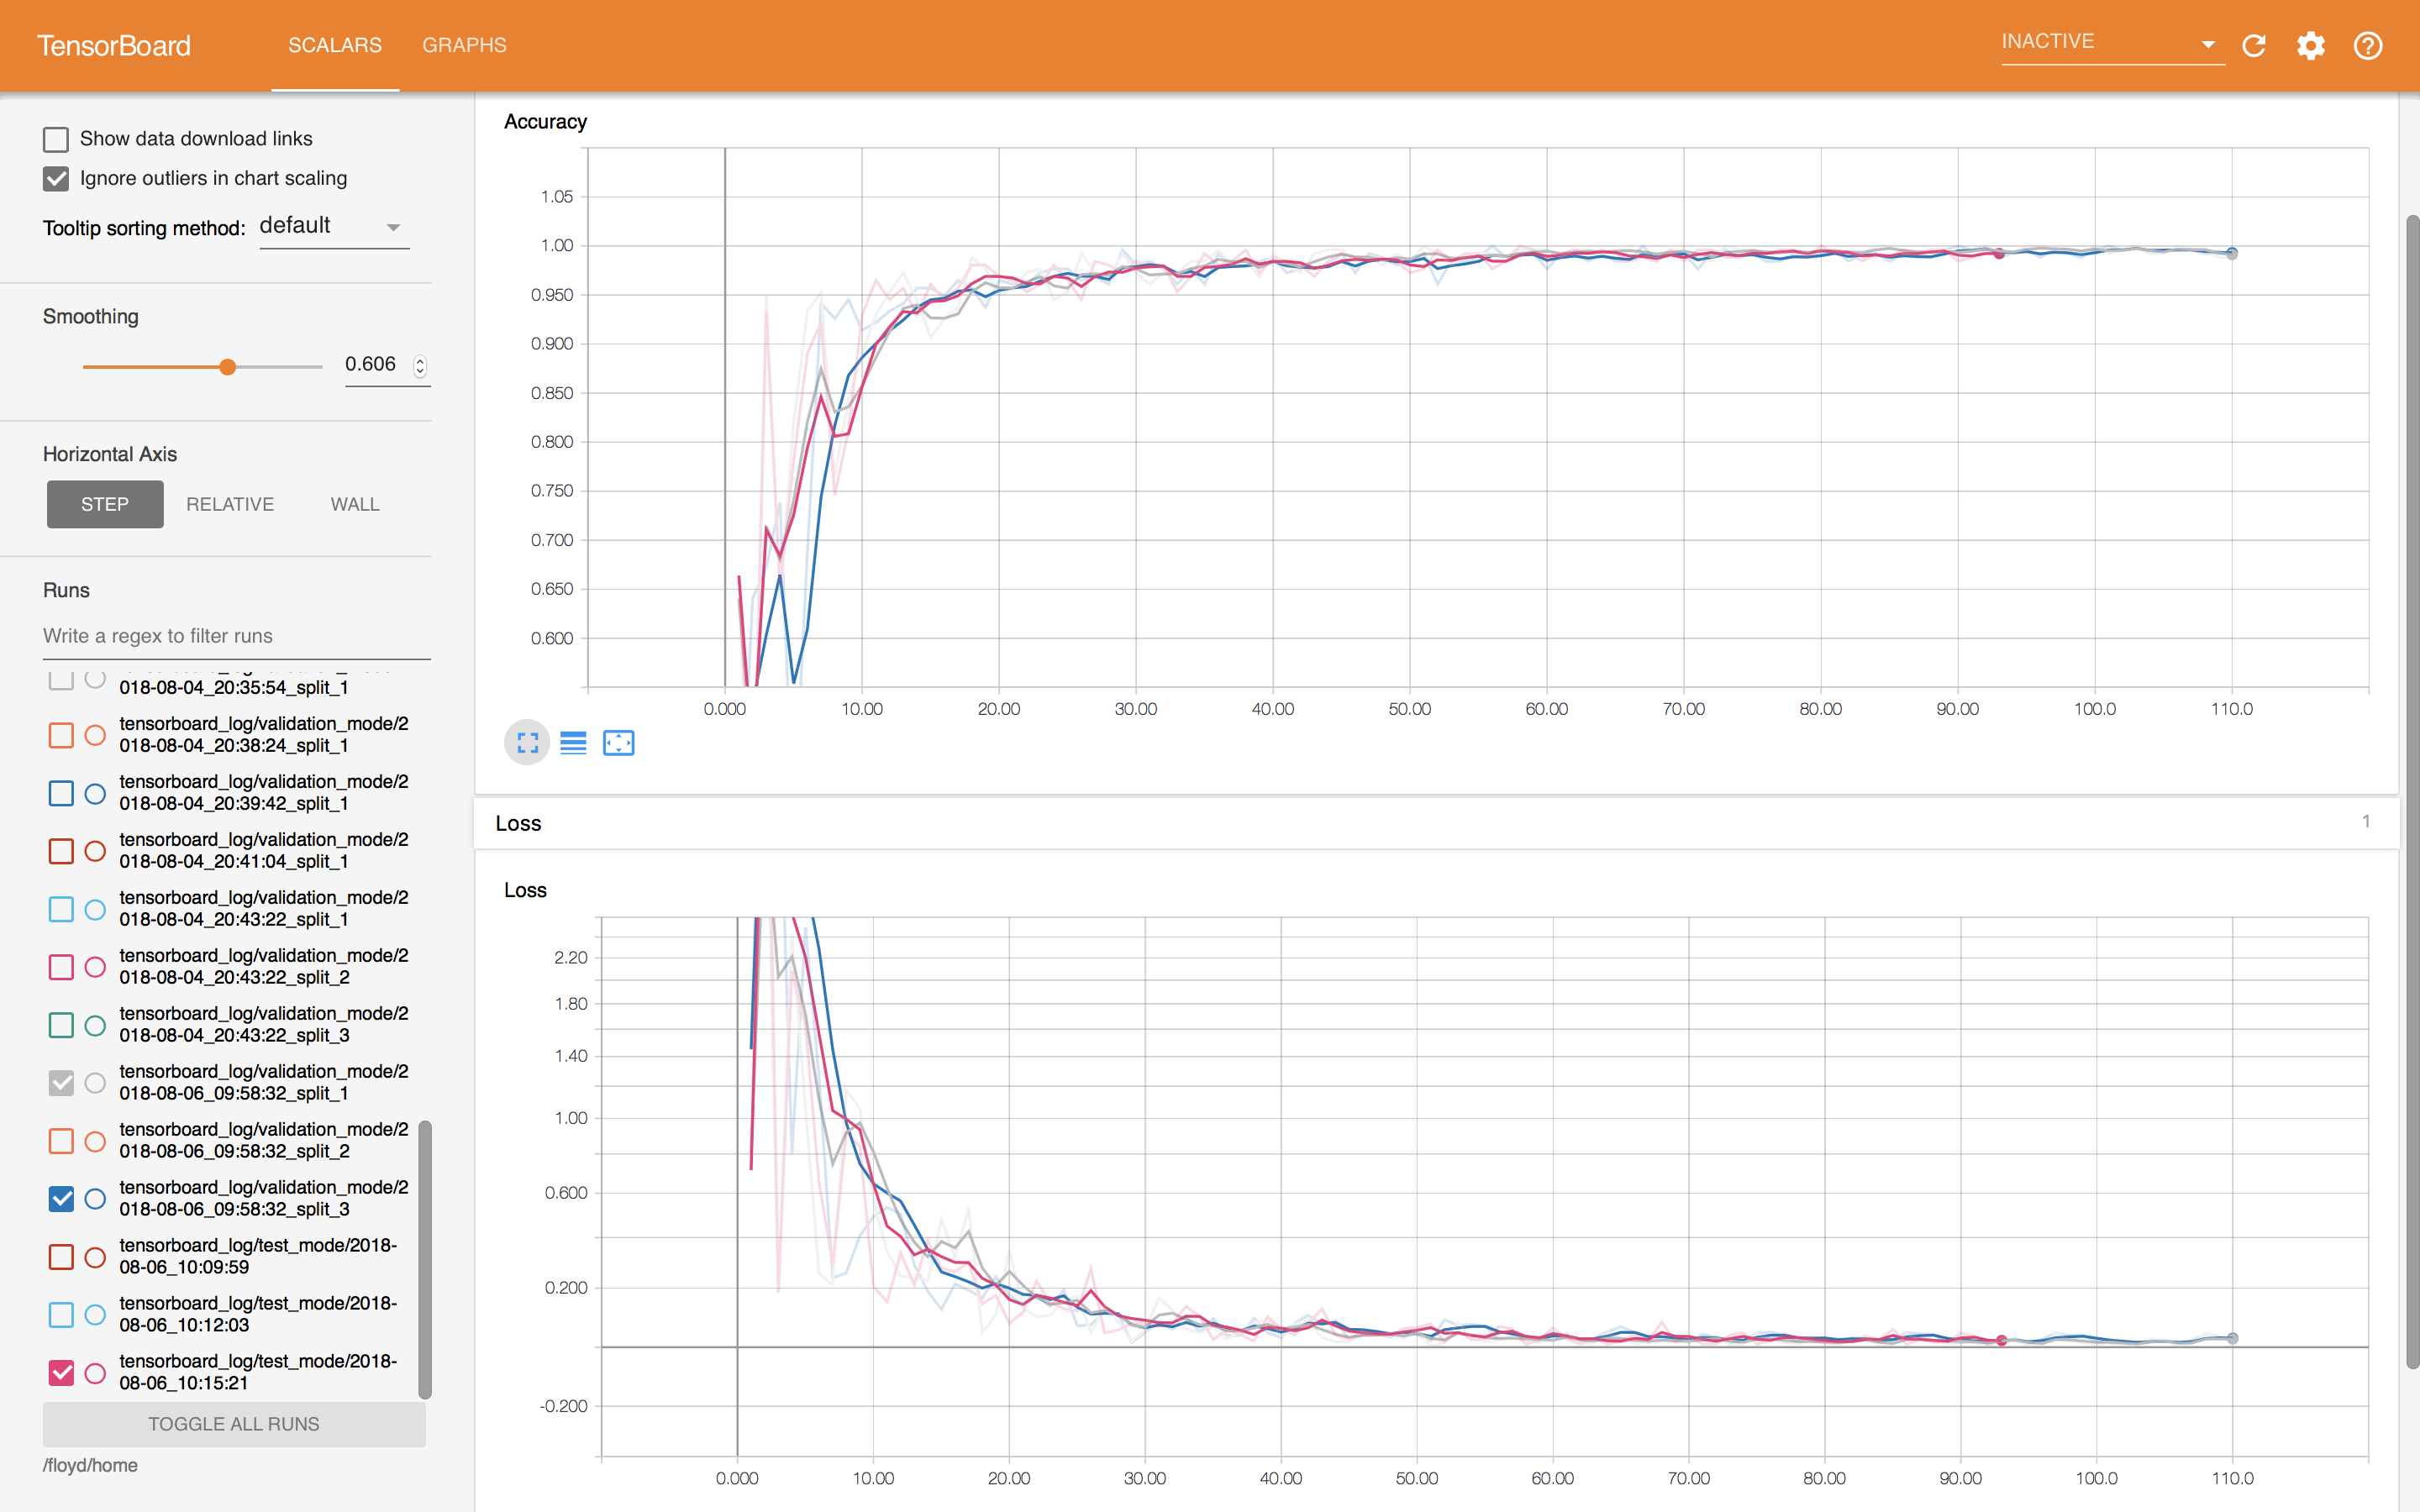 TensorBoard
SCALARS
GRAPHS
INACTIVE
Show data download links
Ignore outliers in chart scaling
Tooltip sorting method: default
Smoothing
0.606
Horizontal Axis
STEP
RELATIVE
WALL
Runs
Write a regex to filter runs
018-08-04_20:35:54_split_1
tensorboard_log/validation_mode/2
018-08-04_20:38:24_split_1
tensorboard_log/validation_mode/2
018-08-04_20:39:42_split_1
tensorboard_log/validation_mode/2
018-08-04_20:41:04_split_1
tensorboard_log/validation_mode/2
018-08-04_20:43:22_split_1
tensorboard_log/validation_mode/2
018-08-04_20:43:22_split_2
tensorboard_log/validation_mode/2
018-08-04_20:43:22_split_3
tensorboard_log/validation_mode/2
018-08-06_09:58:32_split_1
tensorboard_log/validation_mode/2
018-08-06_09:58:32_split_2
tensorboard_log/validation_mode/2
018-08-06_09:58:32_split_3
tensorboard_log/test_mode/2018-
08-06_10:09:59
tensorboard_log/test_mode/2018-
08-06_10:12:03
tensorboard_log/test_mode/2018-
08-06_10:15:21
TOGGLE ALL RUNS
/floyd/home
Accuracy
1.05
1.00
0.950
0.900
0.850
0.800
0.750
0.700
0.650
0.600
0.000 10.00 20.00 30.00 40.00 50.00 60.00 70.00 80.00 90.00 100.0 110.0
Loss
1
Loss
2.20
1.80
1.40
1.00
0.600
0.200
-0.200
0.000 10.00 20.00 30.00 40.00 50.00 60.00 70.00 80.00 90.00 100.0 110.0